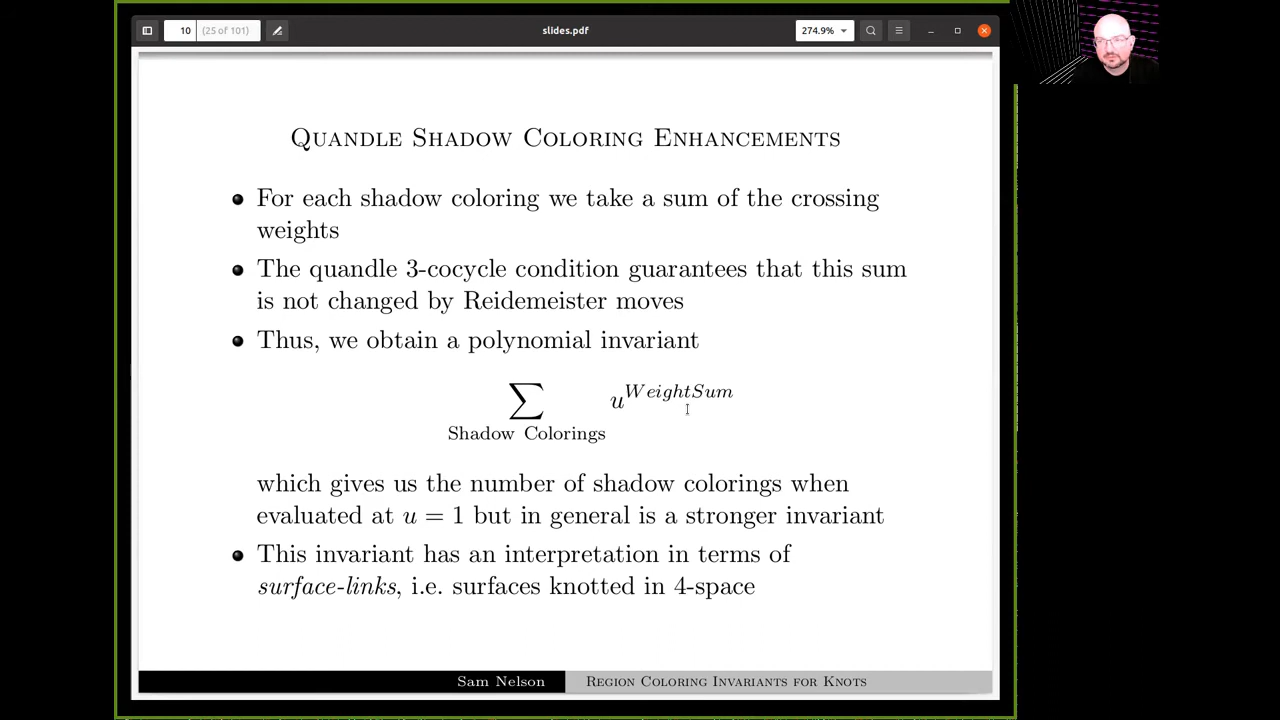 10 (25 of 101) slides.pdf 274.9%
Quandle Shadow Coloring Enhancements
For each shadow coloring we take a sum of the crossing
weights
The quandle 3-cocycle condition guarantees that this sum
is not changed by Reidemeister moves
Thus, we obtain a polynomial invariant
∑ u^WeightSum
Shadow Colorings
which gives us the number of shadow colorings when
evaluated at u = 1 but in general is a stronger invariant
This invariant has an interpretation in terms of
surface-links, i.e. surfaces knotted in 4-space
Sam Nelson Region Coloring Invariants for Knots